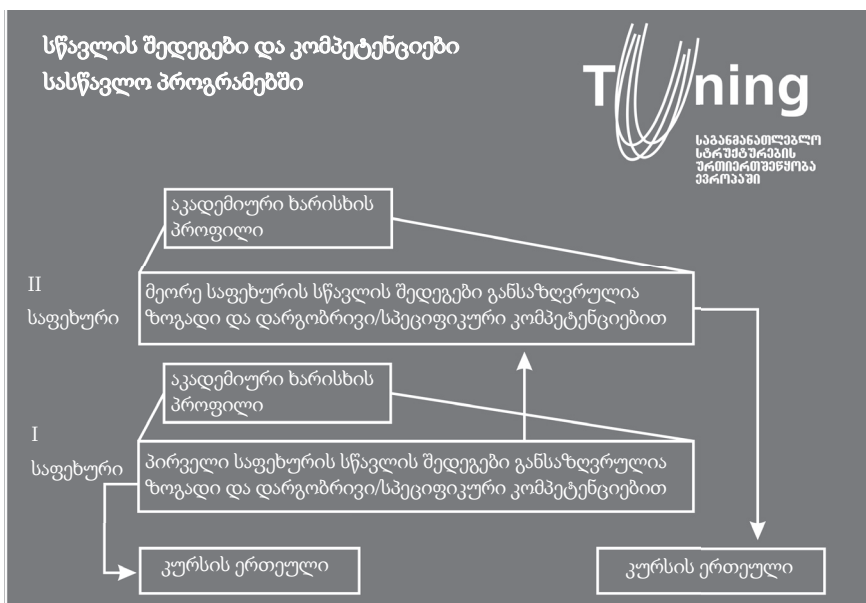 სწავლის შედეგები და კომპეტენციები
სასწავლო პროგრამებში
Tuning
საგანმანათლებლო
სტრუქტურების
ურთიერთშეწყობა
ევროპაში
აკადემიური ხარისხის
პროფილი
II
საფეხური
მეორე საფეხურის სწავლის შედეგები განსაზღვრულია
ზოგადი და დარგობრივი/სპეციფიკური კომპეტენციებით
აკადემიური ხარისხის
პროფილი
I
საფეხური
პირველი საფეხურის სწავლის შედეგები განსაზღვრულია
ზოგადი და დარგობრივი/სპეციფიკური კომპეტენციებით
კურსის ერთეული
კურსის ერთეული